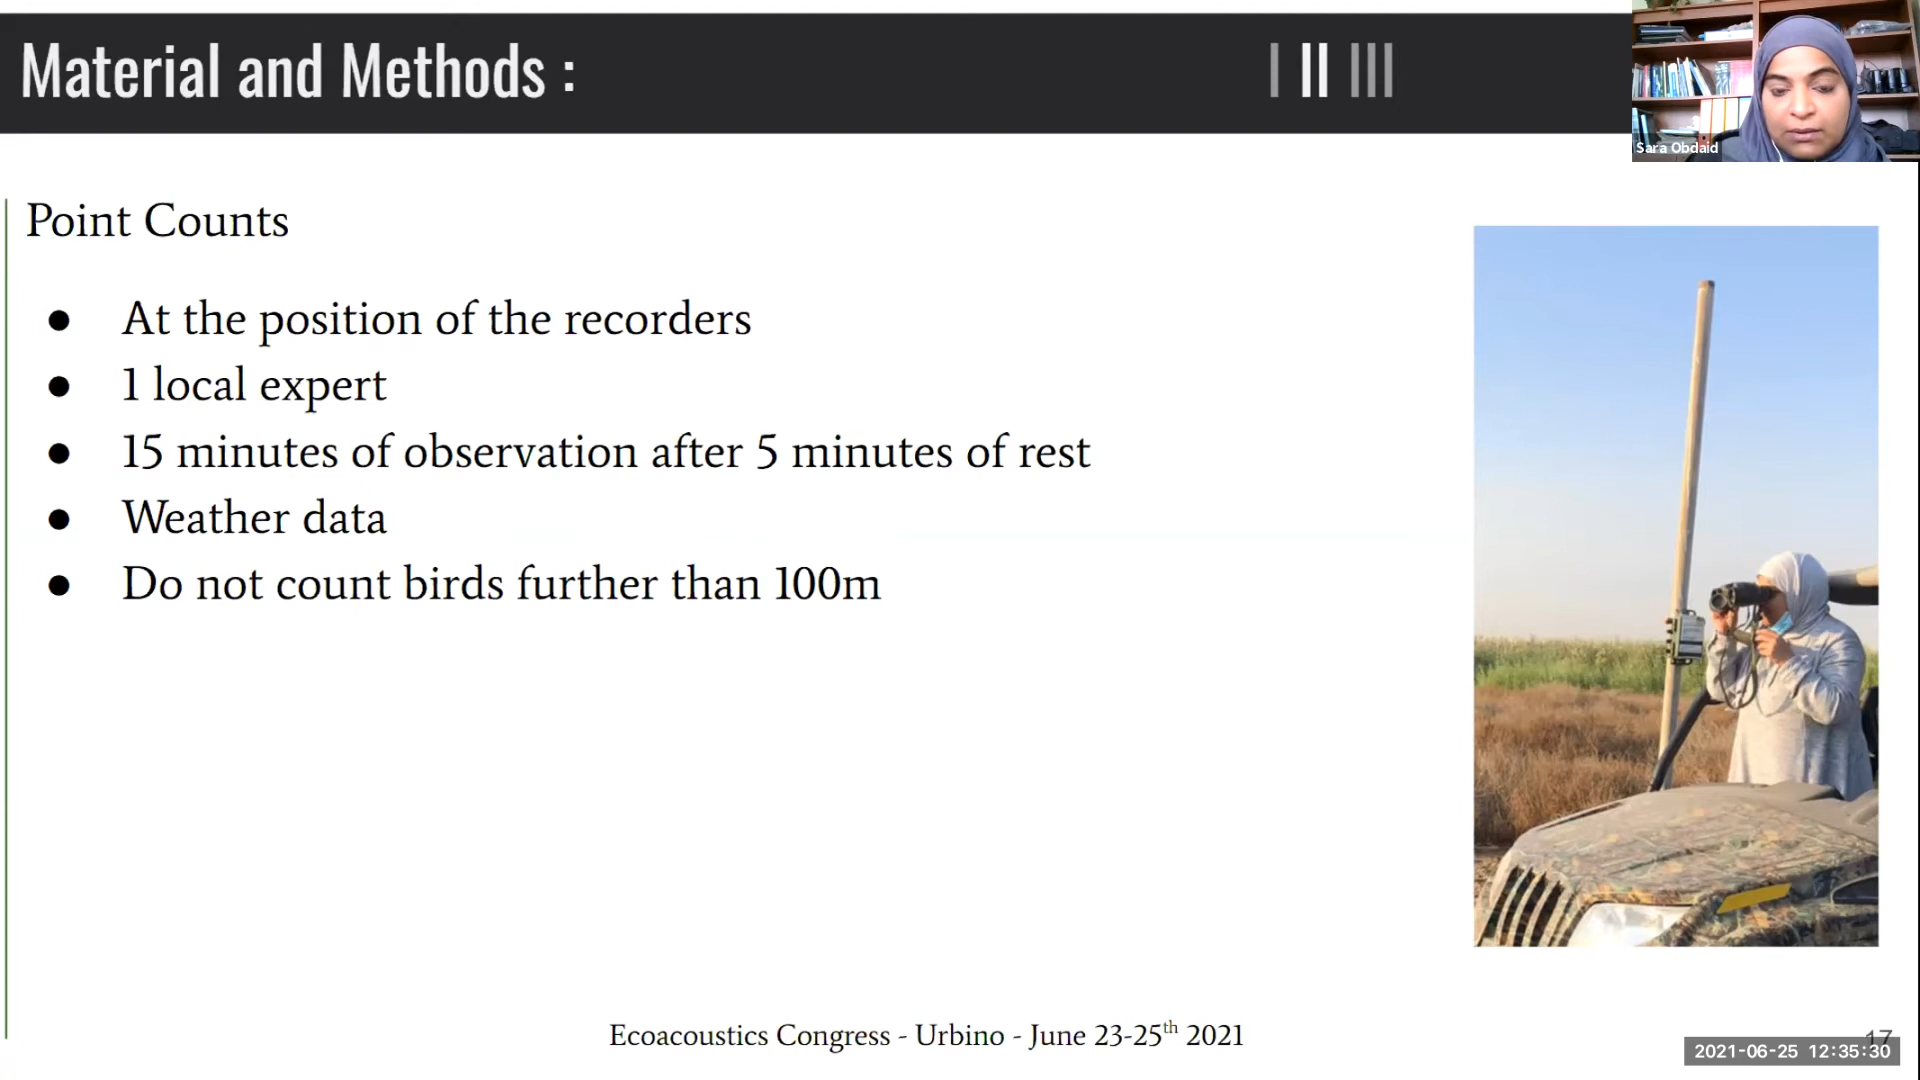 Material and Methods :
I II III
Sara Obdaid
Point Counts
● At the position of the recorders
● 1 local expert
● 15 minutes of observation after 5 minutes of rest
● Weather data
● Do not count birds further than 100m
Ecoacoustics Congress - Urbino - June 23-25th 2021
17
2021-06-25 12:35:30